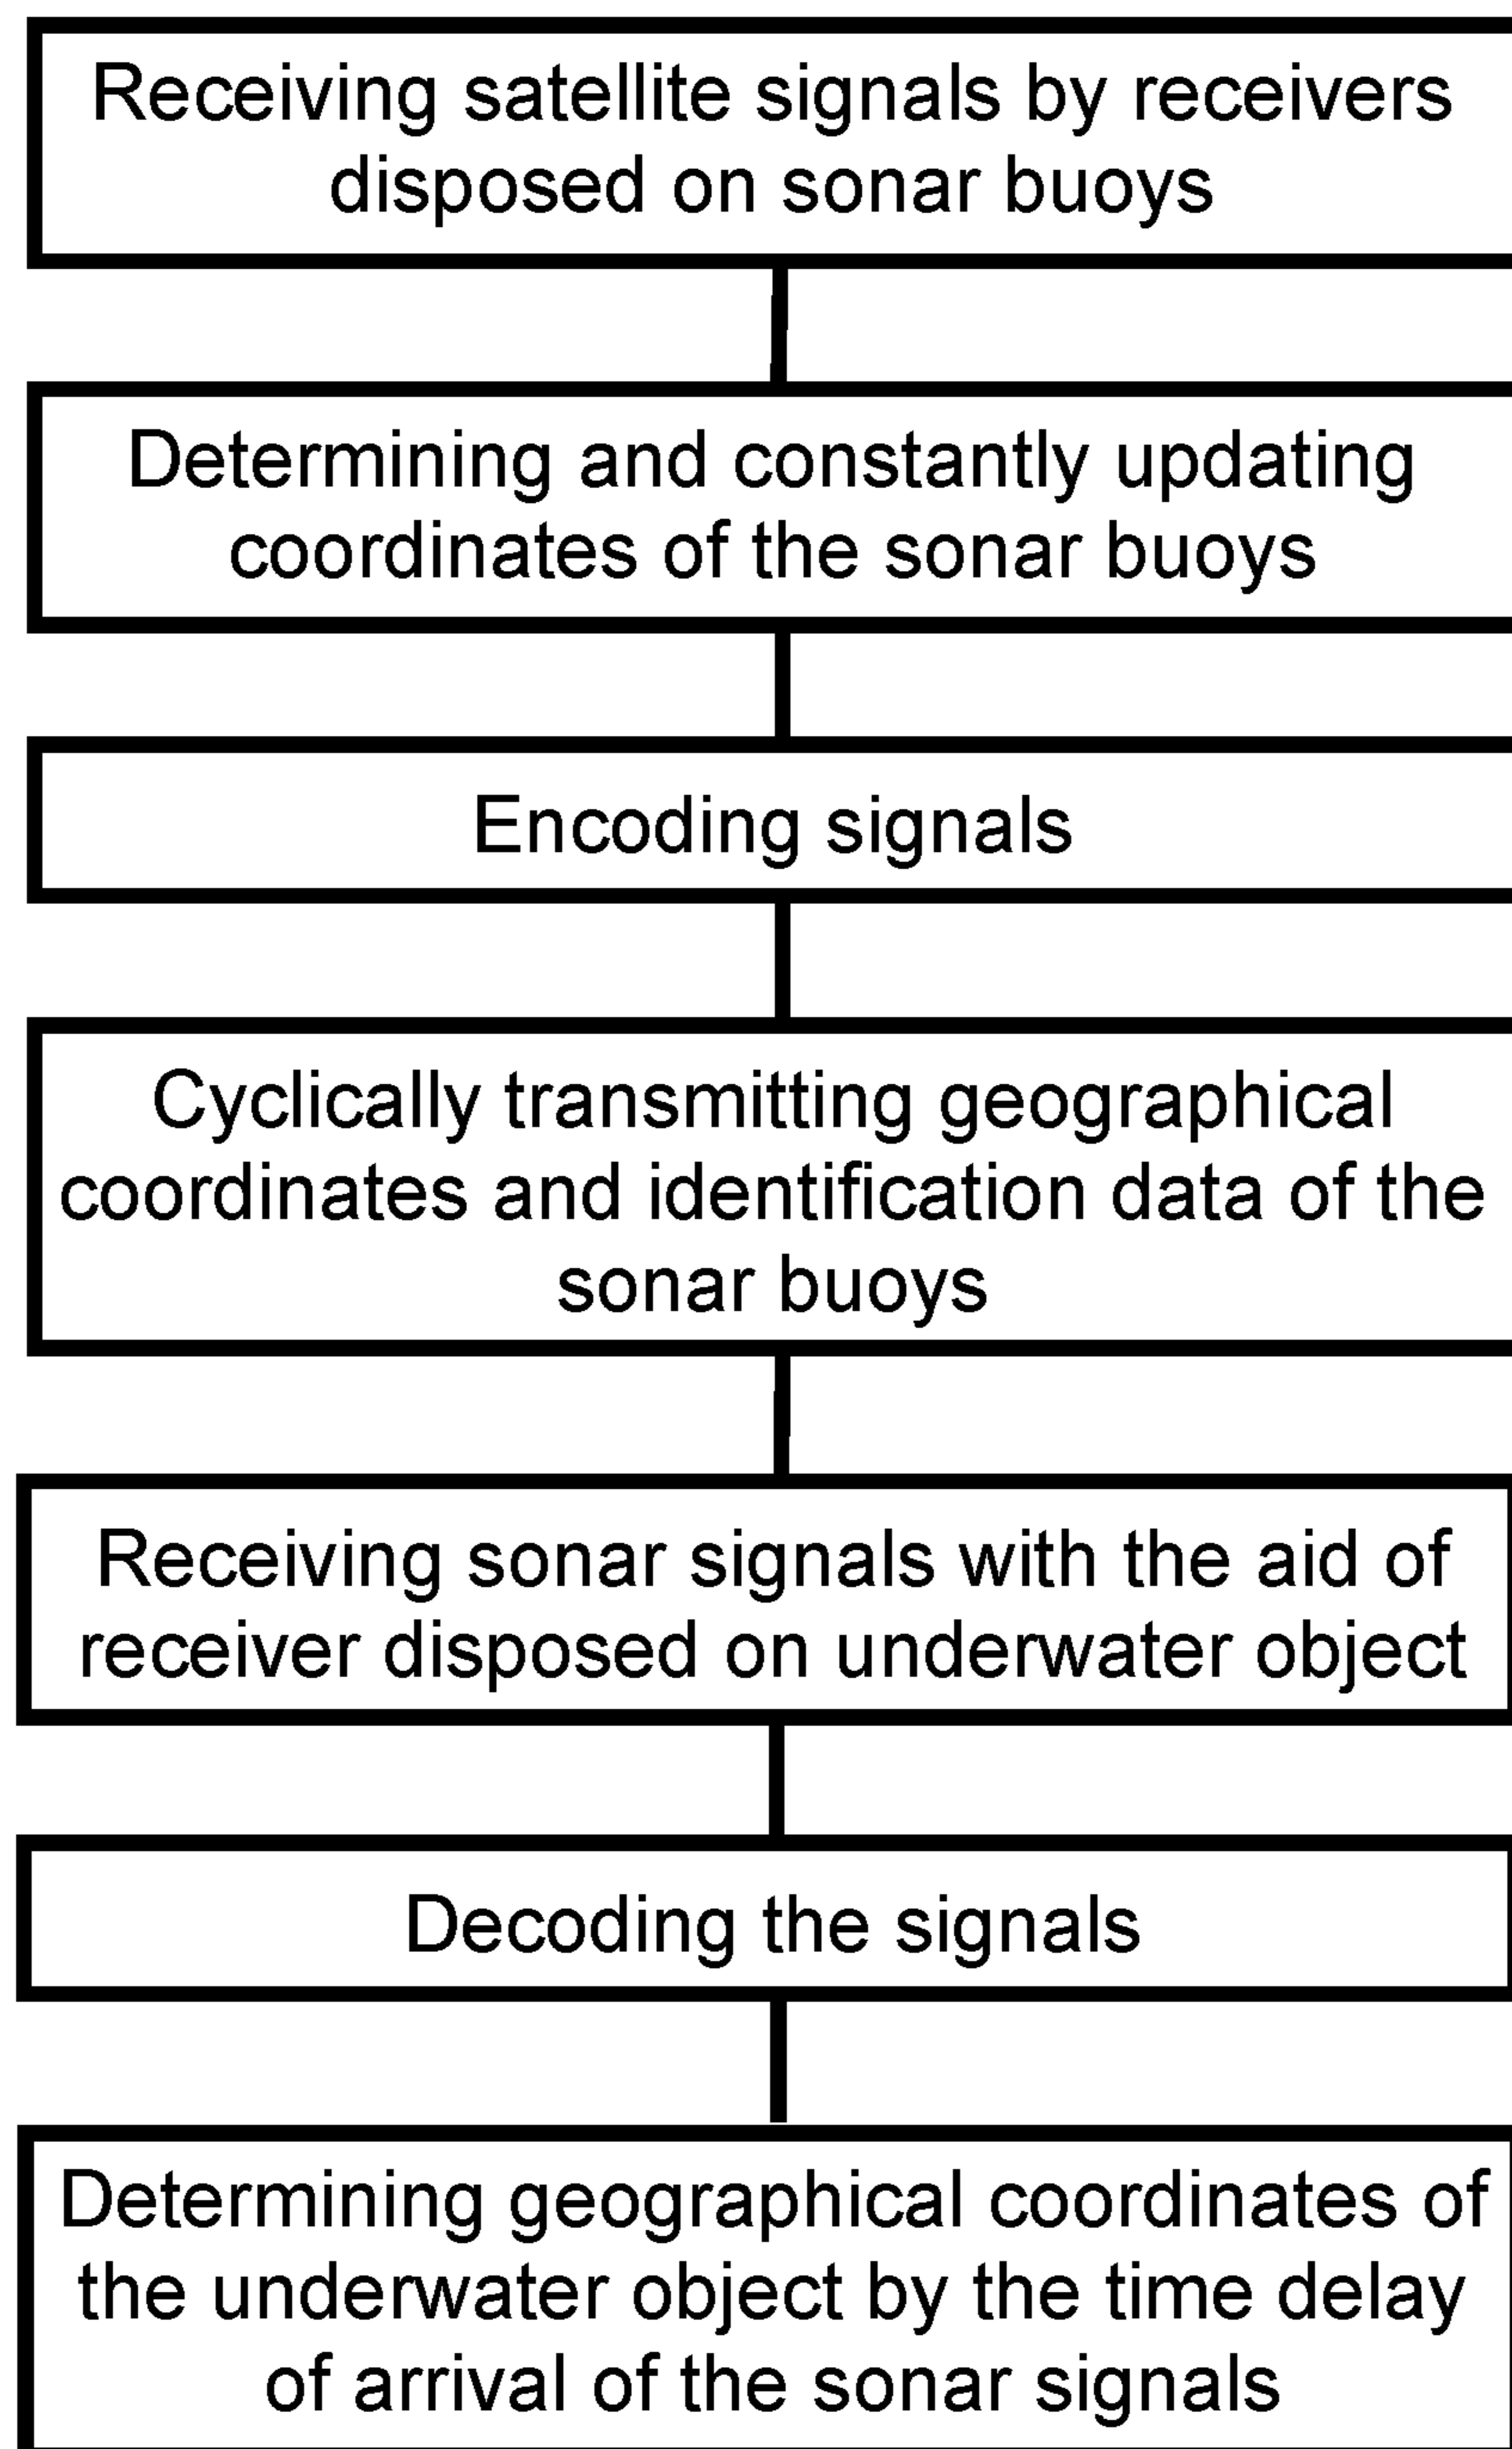 Receiving satellite signals by receivers
disposed on sonar buoys
Determining and constantly updating
coordinates of the sonar buoys
Encoding signals
Cyclically transmitting geographical
coordinates and identification data of the
sonar buoys
Receiving sonar signals with the aid of
receiver disposed on underwater object
Decoding the signals
Determining geographical coordinates of
the underwater object by the time delay
of arrival of the sonar signals